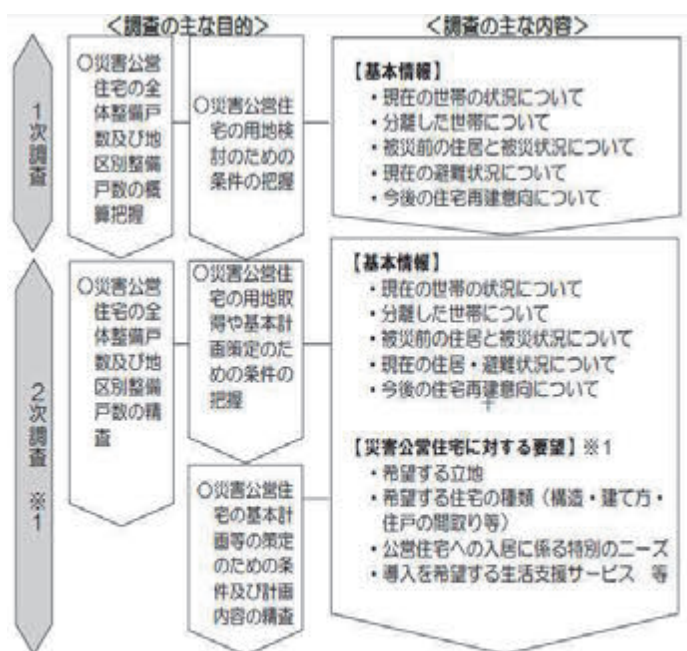 ＜調査の主な目的＞
＜調査の主な内容＞
1次調査
○災害公営
住宅の全
体整備戸
数及び地
区別整備
戸数の概
算把握
○災害公営住
宅の用地検
討のための
条件の把握
【基本情報】
・現在の世帯の状況について
・分離した世帯について
・被災前の住居と被災状況について
・現在の避難状況について
・今後の住宅再建意向について
2次調査 ※1
○災害公営
住宅の全
体整備戸
数及び地
区別整備
戸数の精
査
○災害公営住
宅の用地取
得や基本計
画策定のた
めの条件の
把握
○災害公営住
宅の基本計
画等の策定
のための条
件及び計画
内容の精査
【基本情報】
・現在の世帯の状況について
・分離した世帯について
・被災前の住居と被災状況について
・現在の住居・避難状況について
・今後の住宅再建意向について
【災害公営住宅に対する要望】※1
・希望する立地
・希望する住宅の種類（構造・建て方・
住戸の間取り等）
・公営住宅への入居に係る特別のニーズ
・導入を希望する生活支援サービス 等